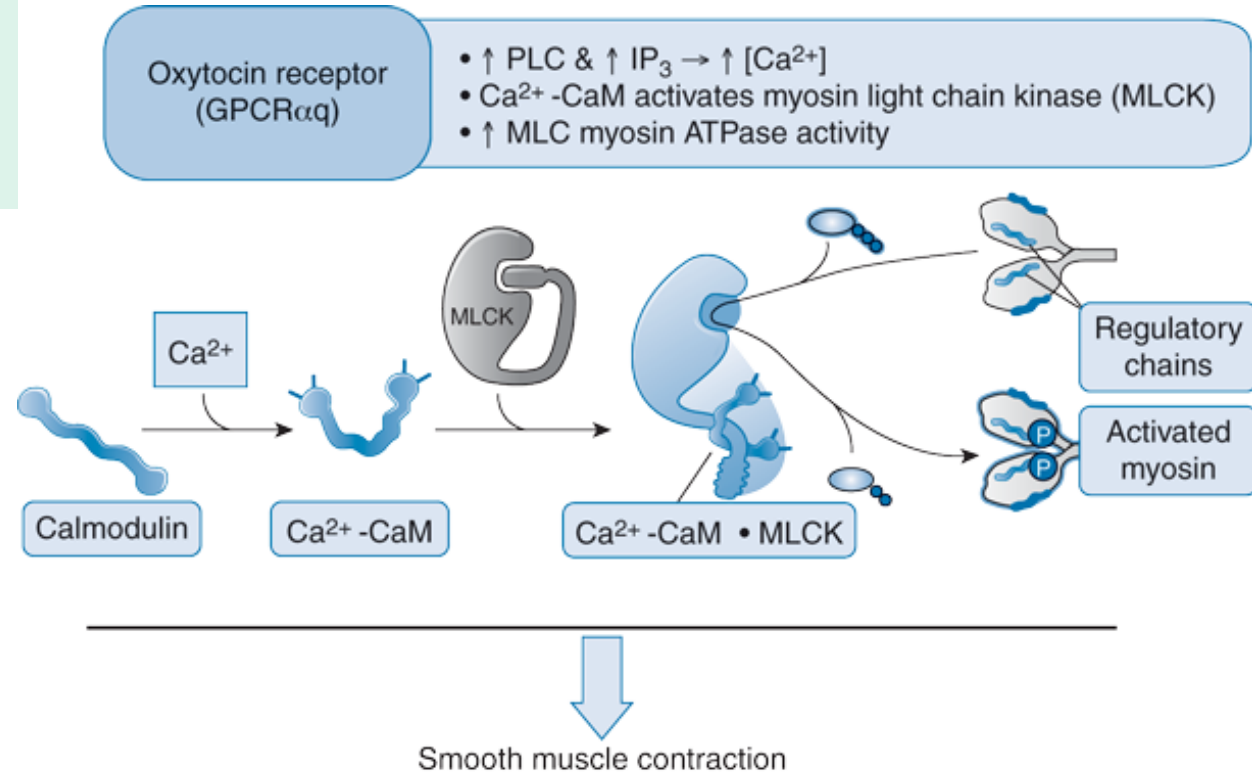 Oxytocin receptor
(GPCRαq)
• ↑ PLC & ↑ IP₃ → ↑ [Ca²⁺]
• Ca²⁺ -CaM activates myosin light chain kinase (MLCK)
• ↑ MLC myosin ATPase activity
MLCK
Ca²⁺
Regulatory
chains
P
P
Activated
myosin
Calmodulin
Ca²⁺ -CaM
Ca²⁺ -CaM • MLCK
Smooth muscle contraction